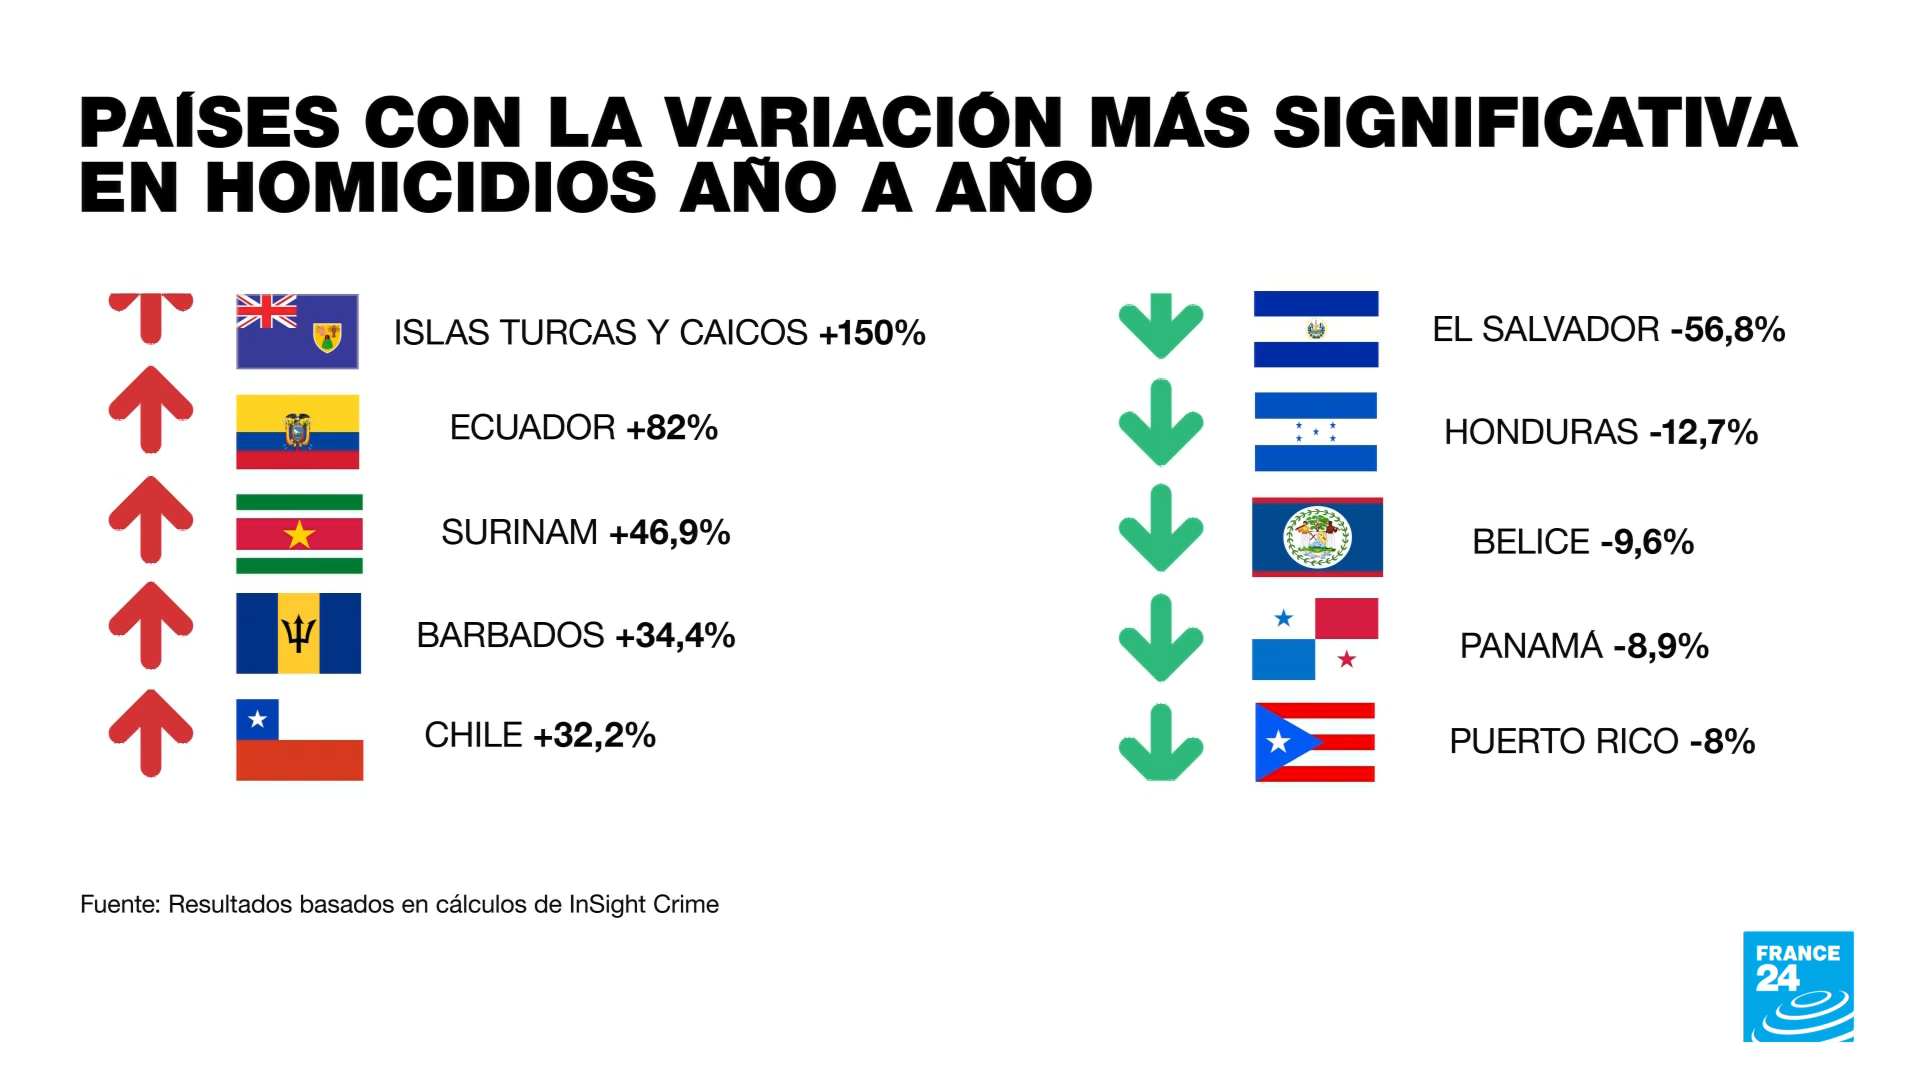 PAÍSES CON LA VARIACIÓN MÁS SIGNIFICATIVA
EN HOMICIDIOS AÑO A AÑO
ISLAS TURCAS Y CAICOS +150%
ECUADOR +82%
SURINAM +46,9%
BARBADOS +34,4%
CHILE +32,2%
EL SALVADOR -56,8%
HONDURAS -12,7%
BELICE -9,6%
PANAMÁ -8,9%
PUERTO RICO -8%
Fuente: Resultados basados en cálculos de InSight Crime
FRANCE
24